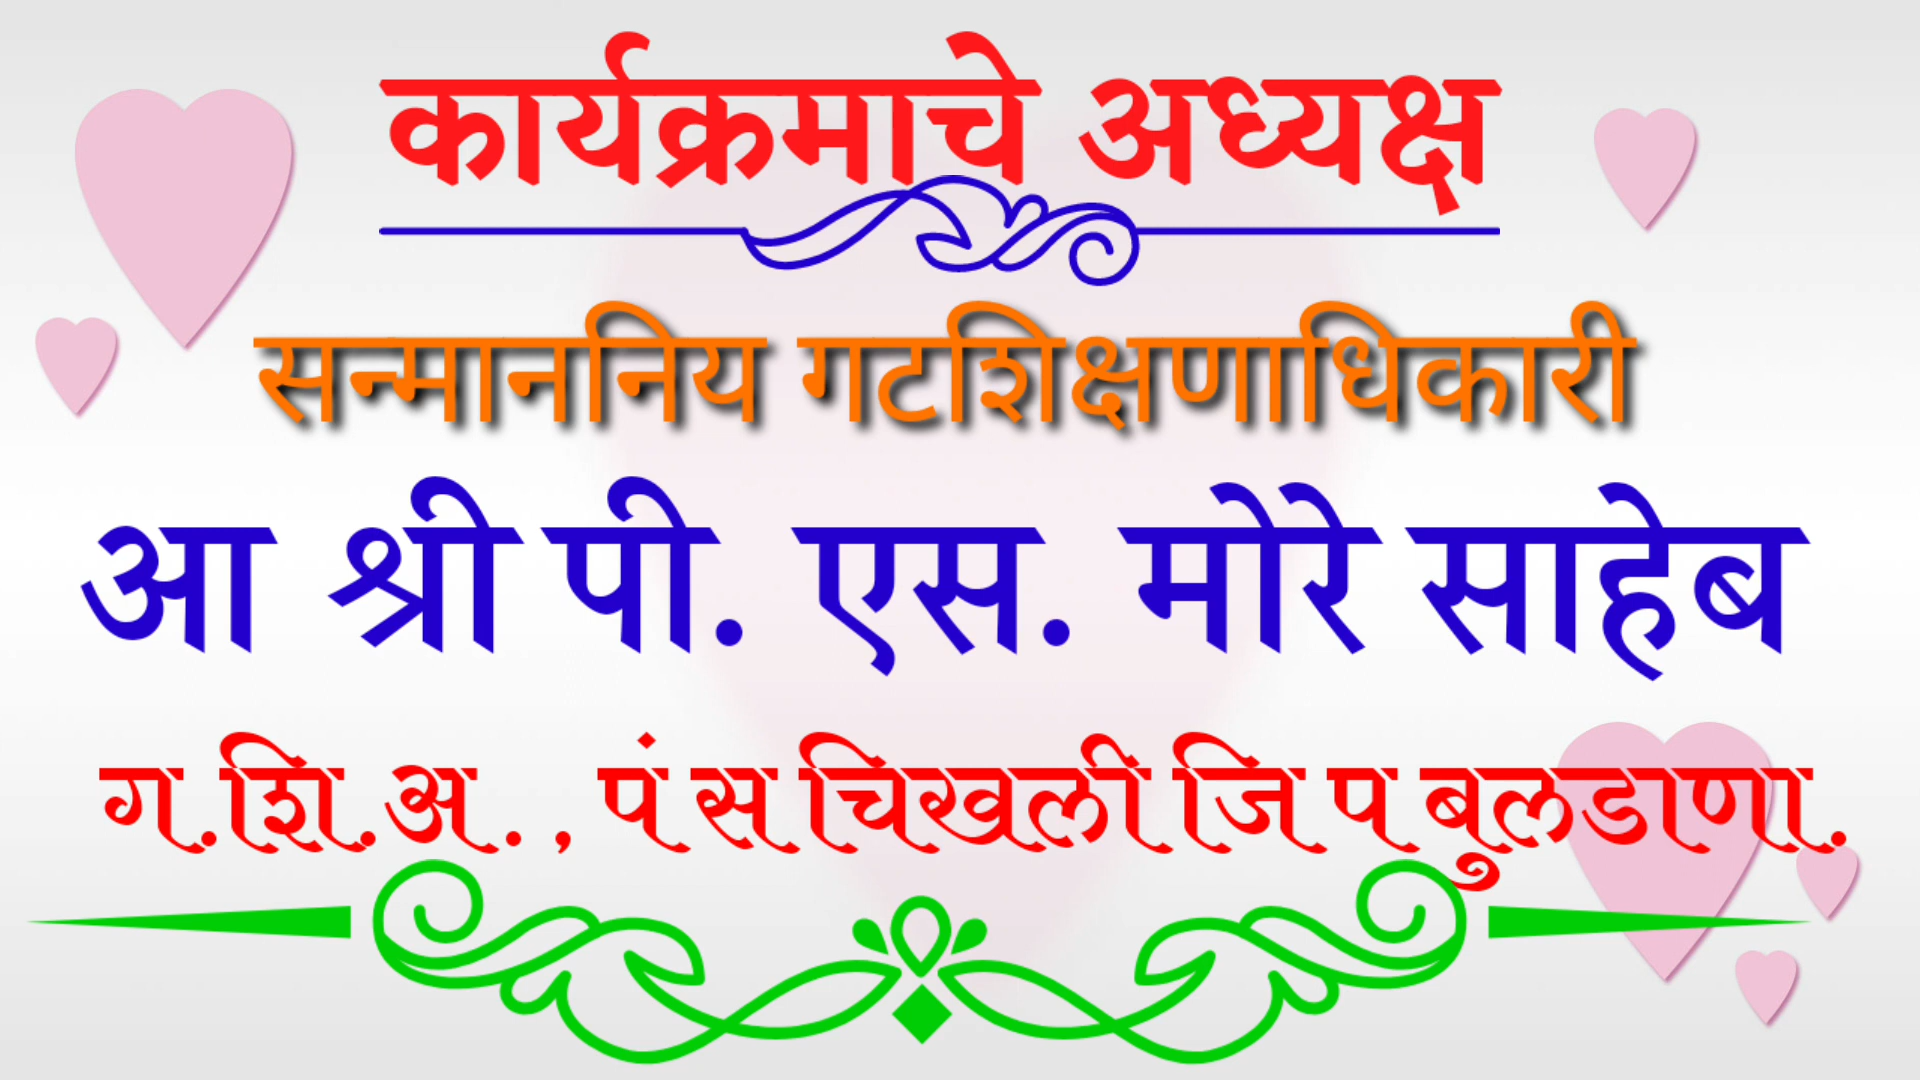 कार्यक्रमाचे अध्यक्ष
सन्माननिय गटशिक्षणाधिकारी
आ श्री पी. एस. मोरे साहेब
ग.शि.अ. , पं स चिखली जि प बुलडाणा.